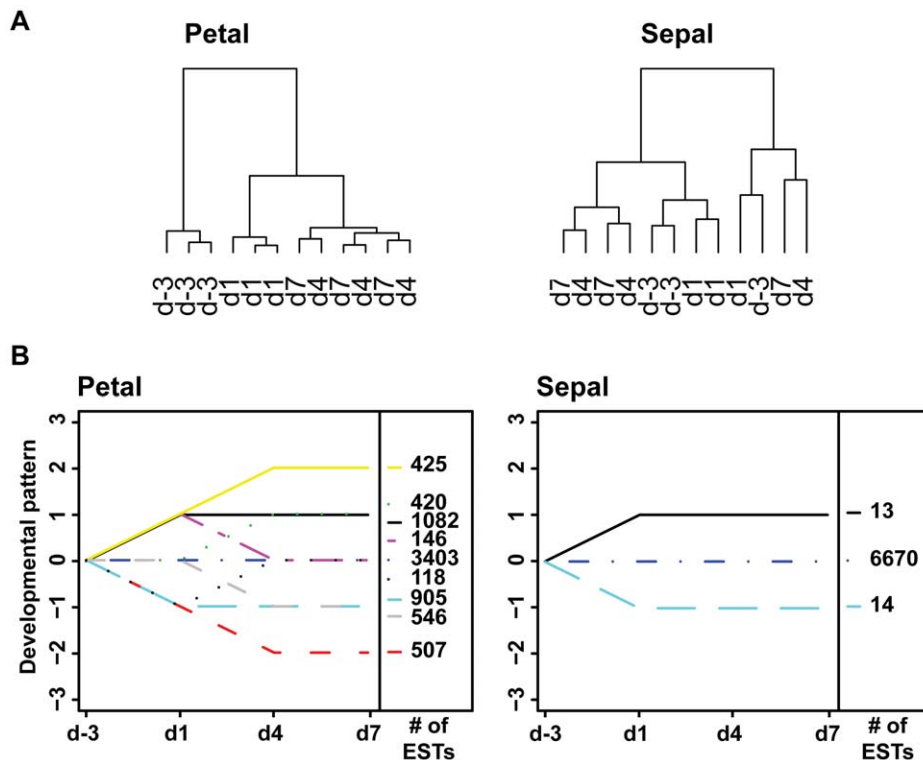 A
Petal
Sepal
d-3 d-3 d-3 d1 d1 d1 d7 d4 d7 d4 d7 d4
d7 d4 d7 d4 d-3 d-3 d1 d1 d1 d-3 d7 d4
B
Petal
Developmental pattern
3
2
1
0
-1
-2
-3
d-3 d1 d4 d7
425
420
1082
146
3403
118
905
546
507
# of
ESTs
Sepal
3
2
1
0
-1
-2
-3
d-3 d1 d4 d7
13
6670
14
# of
ESTs